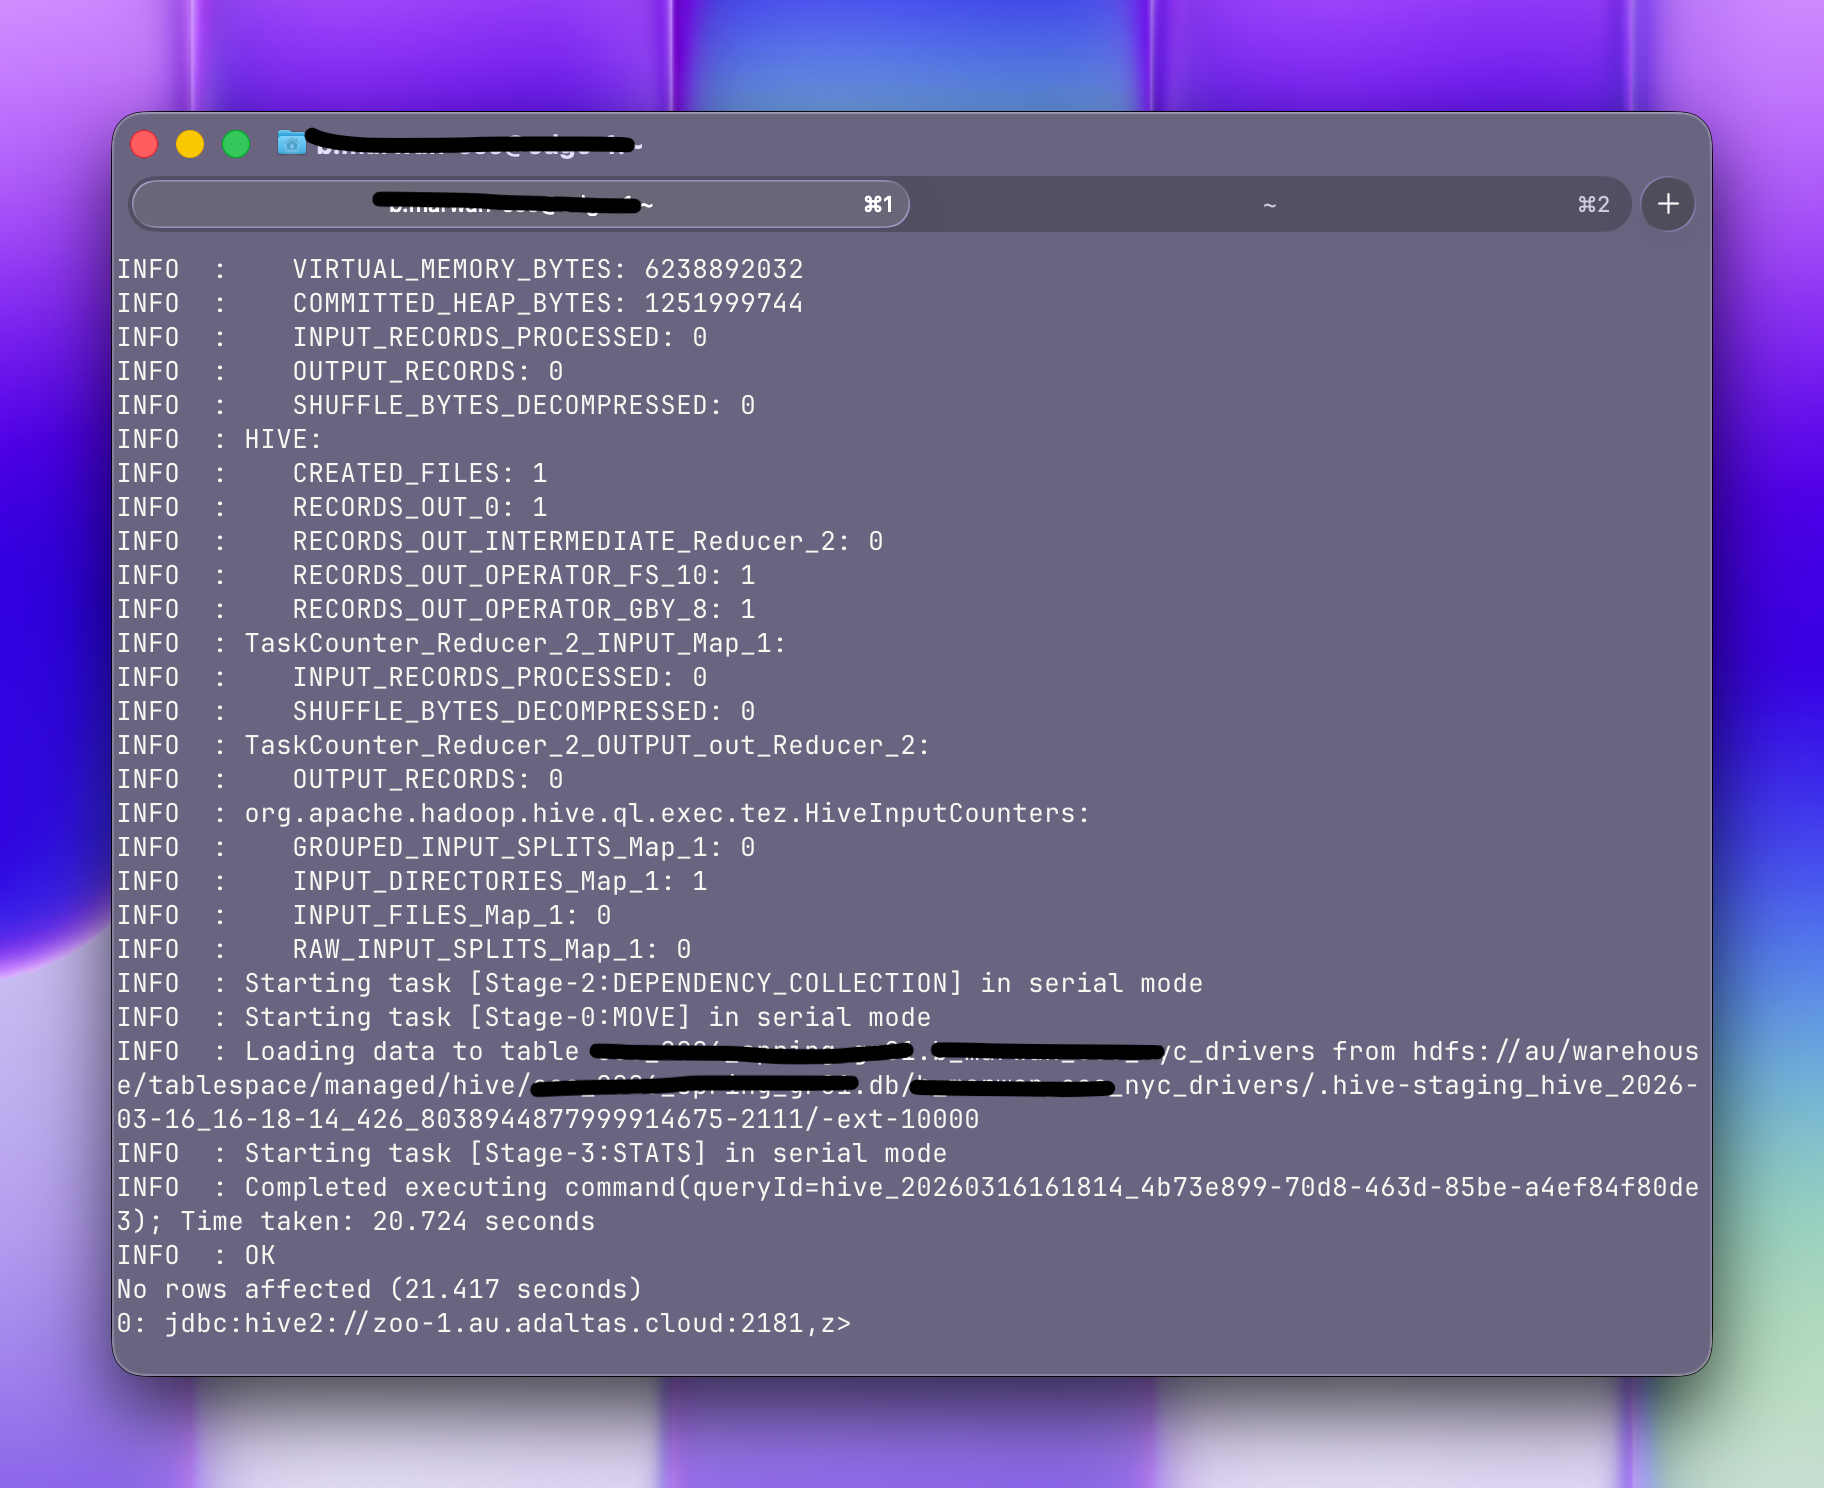 ⌘1 ~ ⌘2 +
INFO  :    VIRTUAL_MEMORY_BYTES: 6238892032
INFO  :    COMMITTED_HEAP_BYTES: 1251999744
INFO  :    INPUT_RECORDS_PROCESSED: 0
INFO  :    OUTPUT_RECORDS: 0
INFO  :    SHUFFLE_BYTES_DECOMPRESSED: 0
INFO  : HIVE:
INFO  :    CREATED_FILES: 1
INFO  :    RECORDS_OUT_0: 1
INFO  :    RECORDS_OUT_INTERMEDIATE_Reducer_2: 0
INFO  :    RECORDS_OUT_OPERATOR_FS_10: 1
INFO  :    RECORDS_OUT_OPERATOR_GBY_8: 1
INFO  : TaskCounter_Reducer_2_INPUT_Map_1:
INFO  :    INPUT_RECORDS_PROCESSED: 0
INFO  :    SHUFFLE_BYTES_DECOMPRESSED: 0
INFO  : TaskCounter_Reducer_2_OUTPUT_out_Reducer_2:
INFO  :    OUTPUT_RECORDS: 0
INFO  : org.apache.hadoop.hive.ql.exec.tez.HiveInputCounters:
INFO  :    GROUPED_INPUT_SPLITS_Map_1: 0
INFO  :    INPUT_DIRECTORIES_Map_1: 1
INFO  :    INPUT_FILES_Map_1: 0
INFO  :    RAW_INPUT_SPLITS_Map_1: 0
INFO  : Starting task [Stage-2:DEPENDENCY_COLLECTION] in serial mode
INFO  : Starting task [Stage-0:MOVE] in serial mode
INFO  : Loading data to table yc_drivers from hdfs://au/warehous
e/tablespace/managed/hive/ .db/ _nyc_drivers/.hive-staging_hive_2026-
03-16_16-18-14_426_8038944877999914675-2111/-ext-10000
INFO  : Starting task [Stage-3:STATS] in serial mode
INFO  : Completed executing command(queryId=hive_20260316161814_4b73e899-70d8-463d-85be-a4ef84f80de
3); Time taken: 20.724 seconds
INFO  : OK
No rows affected (21.417 seconds)
0: jdbc:hive2://zoo-1.au.adaltas.cloud:2181,z>